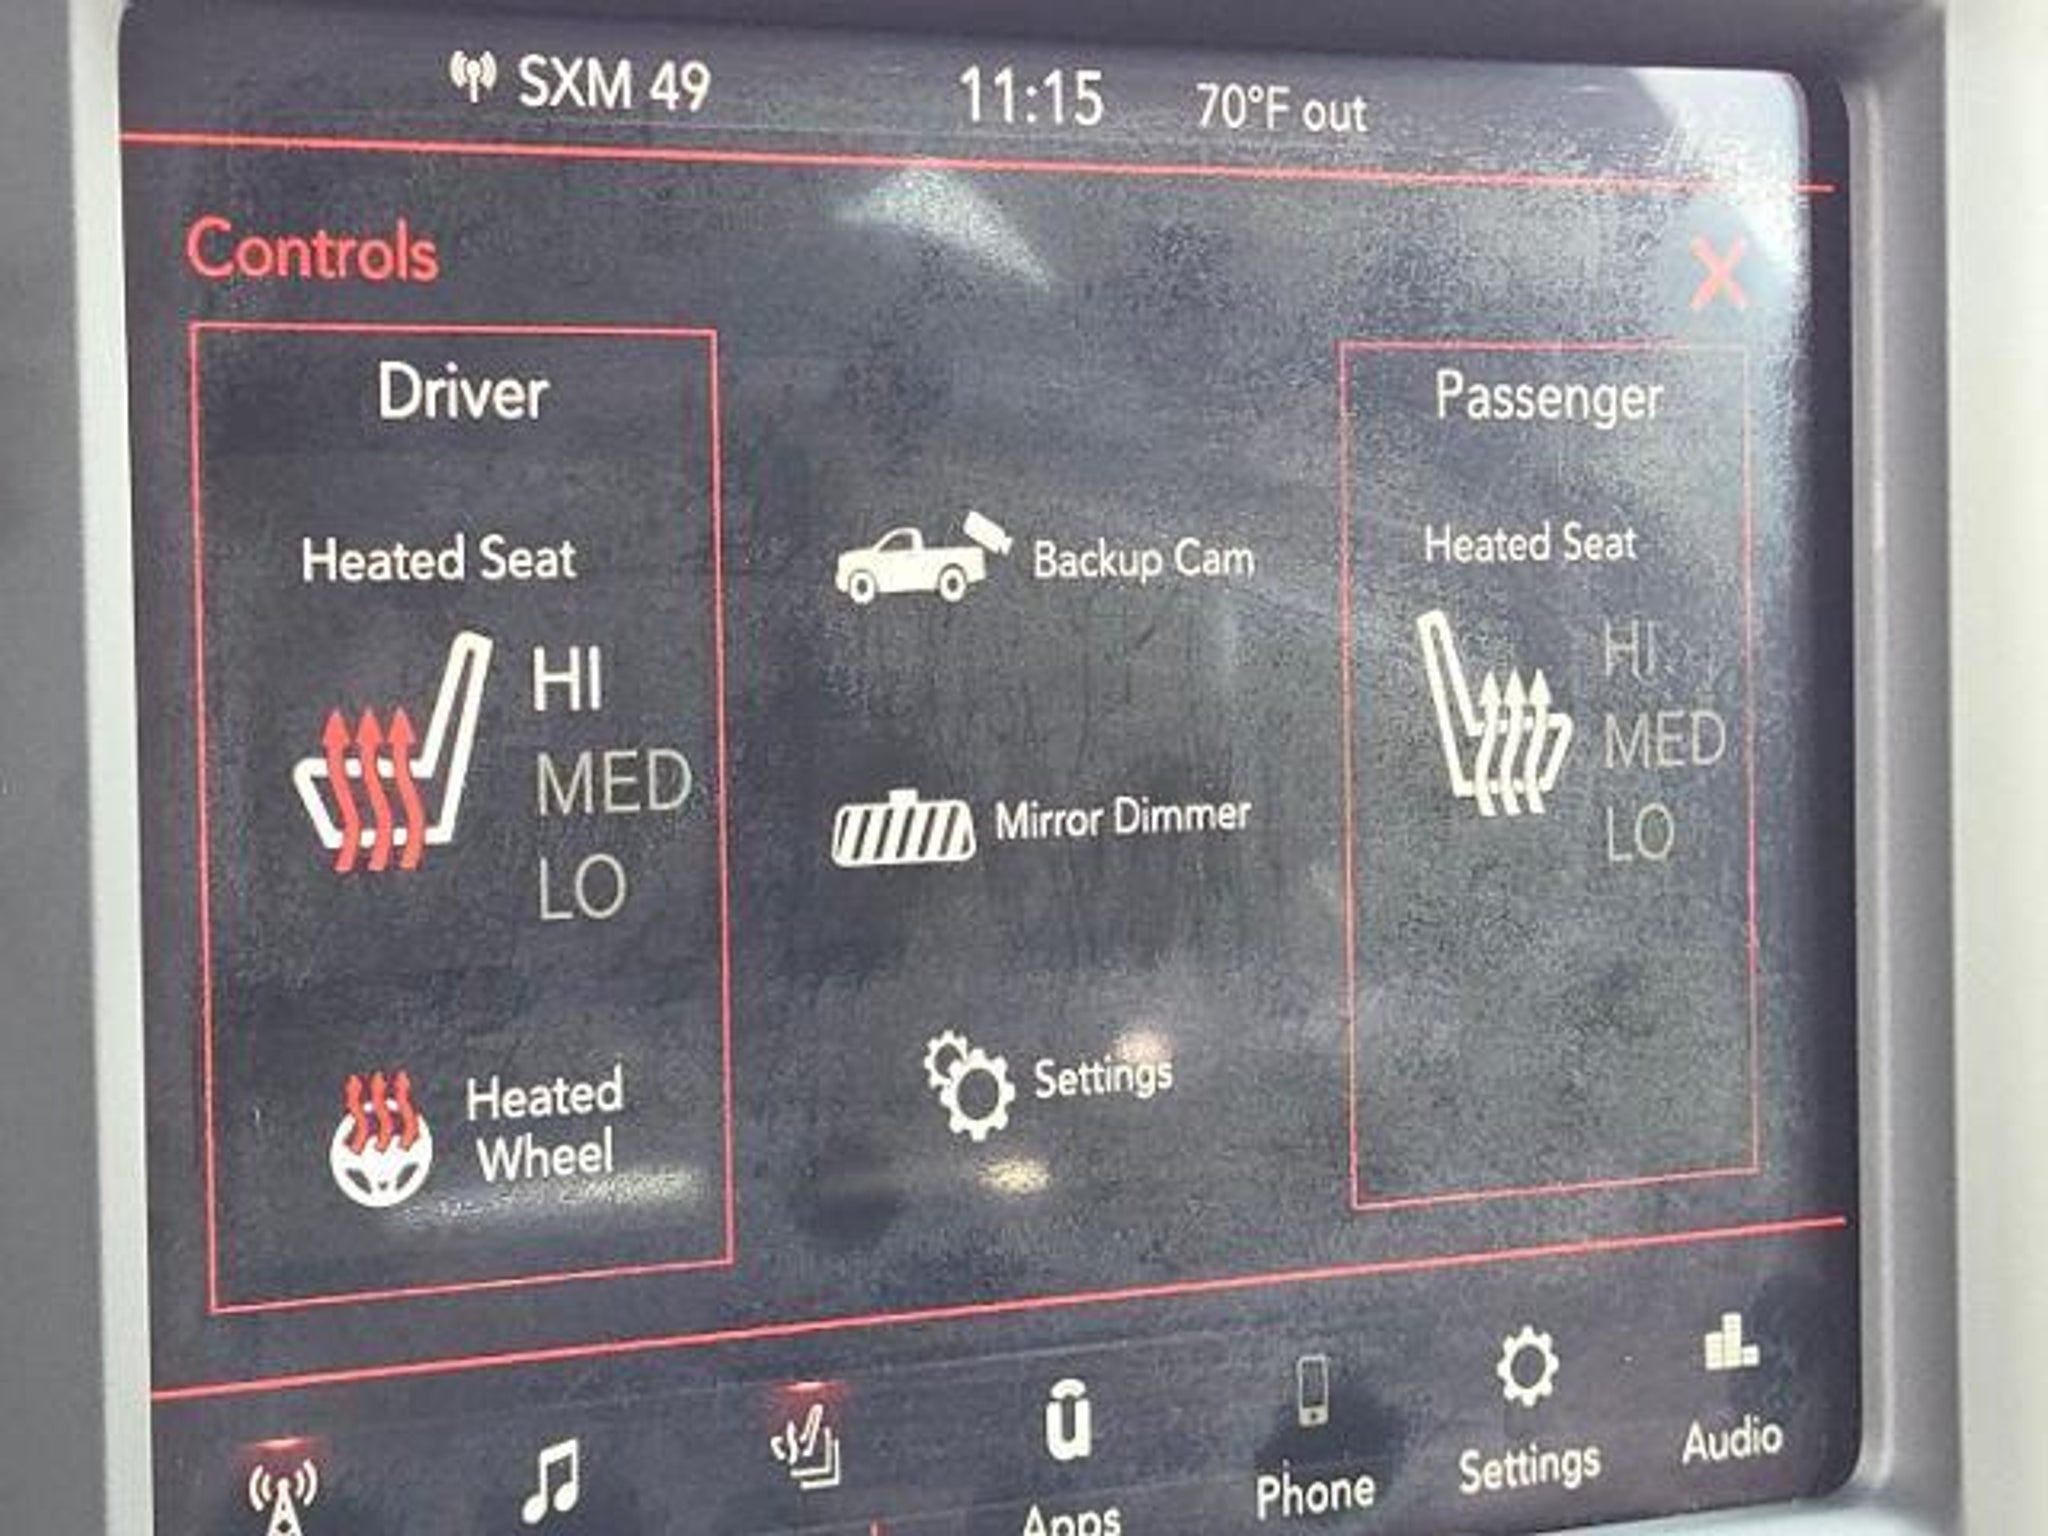 SXM 49 11:15 70°F out
Controls X
Driver
Heated Seat
HI
MED
LO
Heated
Wheel
Backup Cam
Mirror Dimmer
Settings
Passenger
Heated Seat
HI
MED
LO
Apps Phone Settings Audio